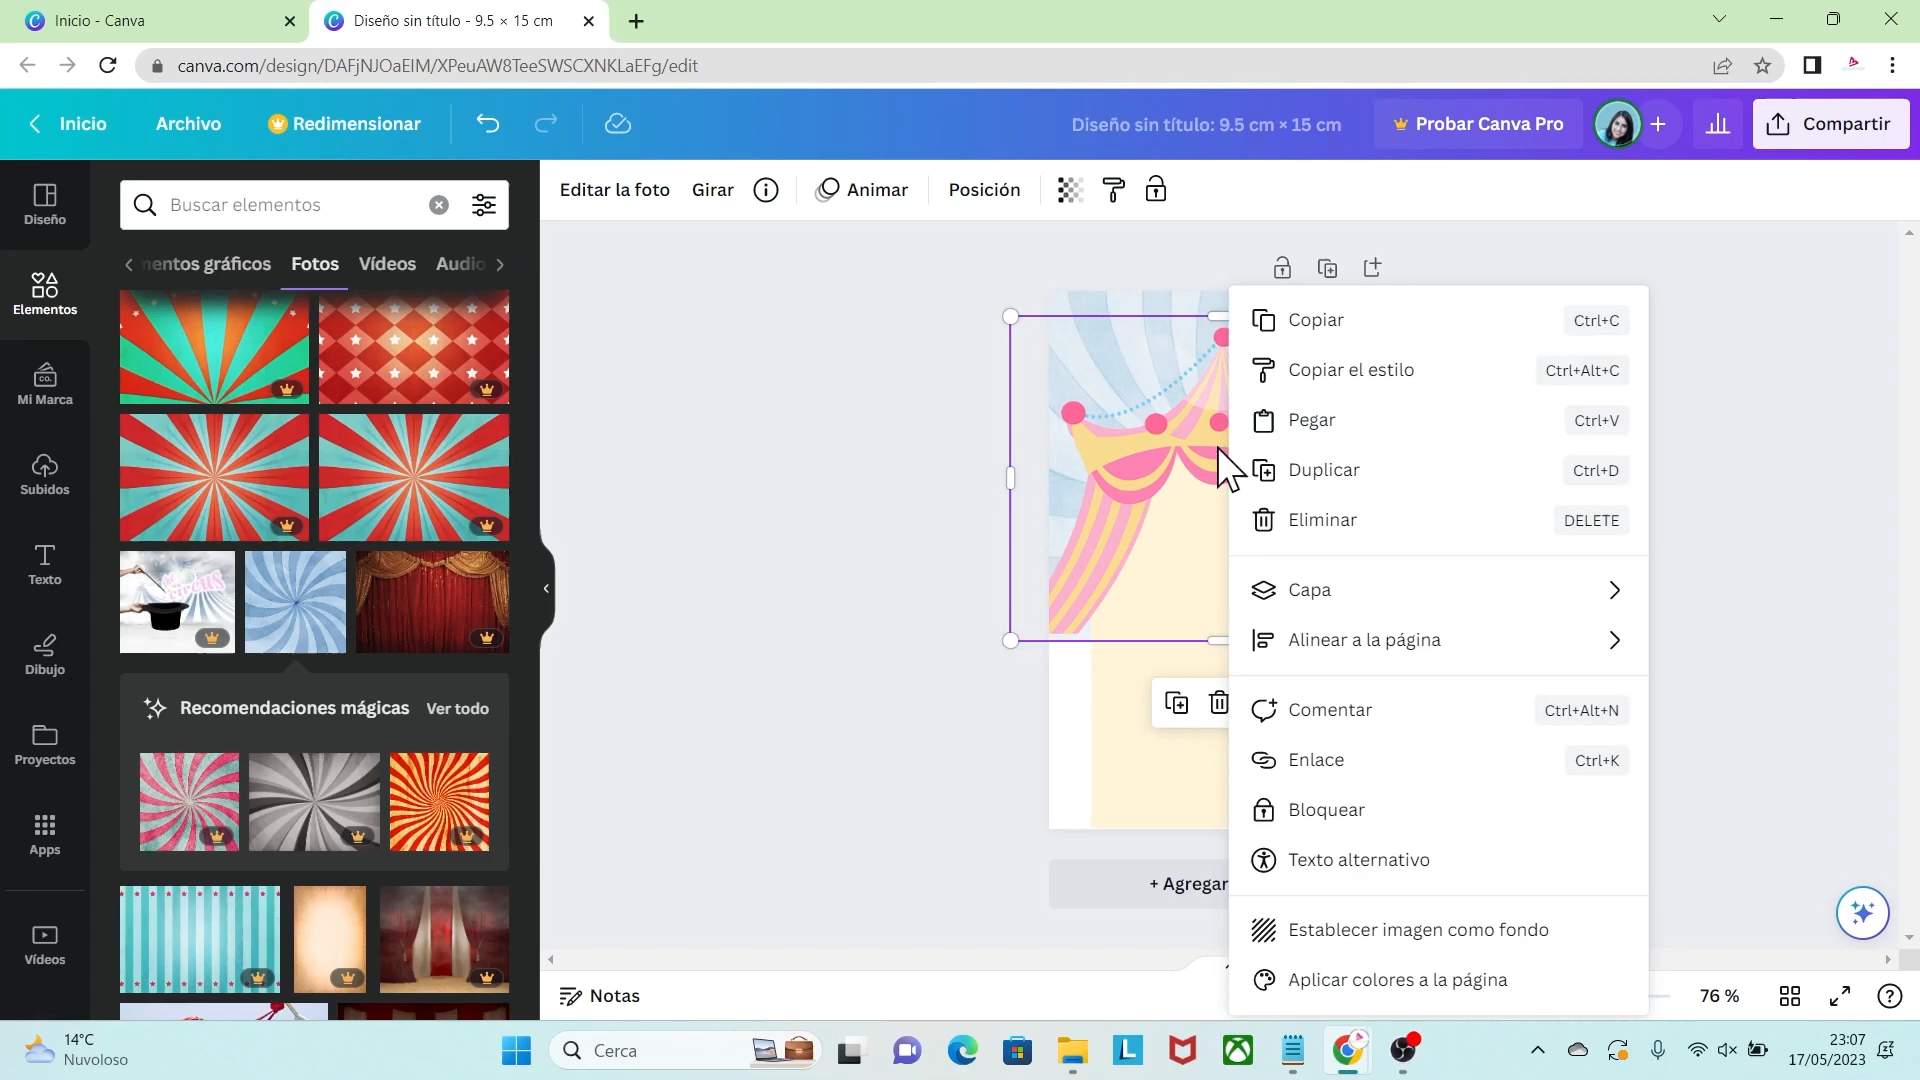 Inicio - Canva
Diseño sin título - 9.5 × 15 cm
canva.com/design/DAFjNJOaEIM/XPeuAW8TeeSWSCXNKLaEFg/edit
Inicio
Archivo
Redimensionar
Diseño sin título: 9.5 cm × 15 cm
Probar Canva Pro
Compartir
Diseño
Elementos
Mi Marca
Subidos
Texto
Dibujo
Proyectos
Apps
Vídeos
Buscar elementos
mentos gráficos
Fotos
Vídeos
Audio
circus
Recomendaciones mágicas
Ver todo
Editar la foto
Girar
Animar
Posición
Copiar
Ctrl+C
Copiar el estilo
Ctrl+Alt+C
Pegar
Ctrl+V
Duplicar
Ctrl+D
Eliminar
DELETE
Capa
Alinear a la página
Comentar
Ctrl+Alt+N
Enlace
Ctrl+K
Bloquear
Texto alternativo
Establecer imagen como fondo
Aplicar colores a la página
+ Agregar
Notas
76 %
14°C
Nuvoloso
Cerca
23:07
17/05/2023